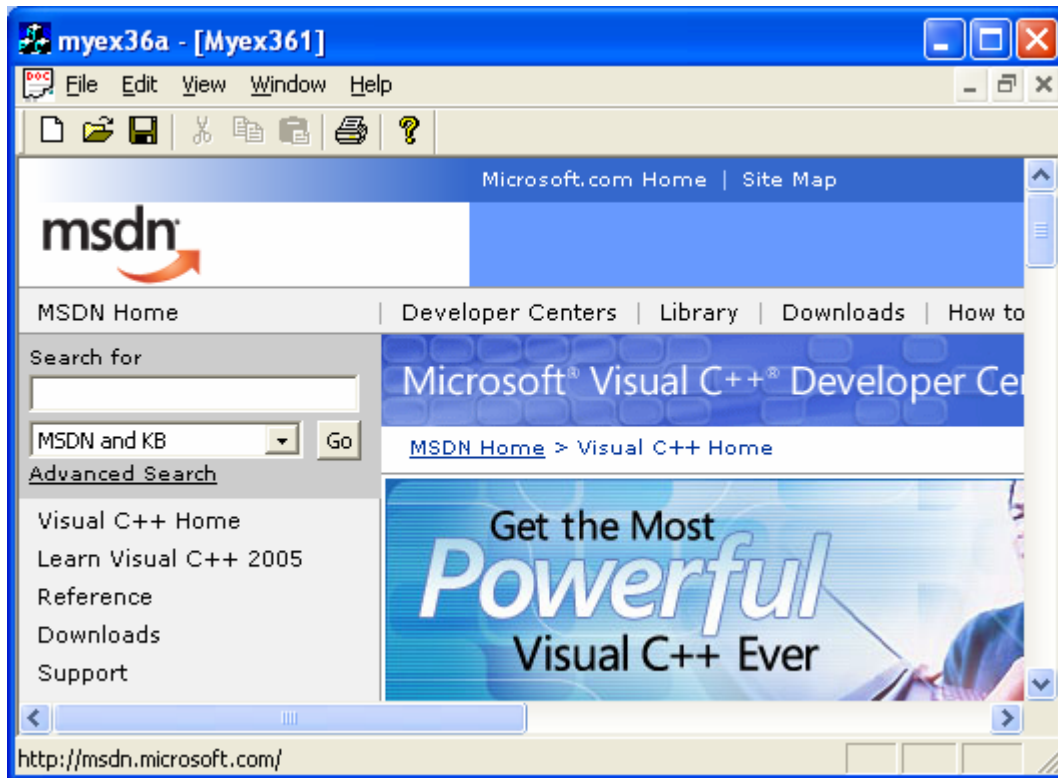 myex36a - [Myex361]
DOC File Edit View Window Help
Microsoft.com Home | Site Map
msdn
MSDN Home | Developer Centers | Library | Downloads | How to
Search for
Microsoft® Visual C++® Developer Cen
MSDN and KB Go
MSDN Home > Visual C++ Home
Advanced Search
Visual C++ Home
Learn Visual C++ 2005
Reference
Downloads
Support
Get the Most
Powerful
Visual C++ Ever
http://msdn.microsoft.com/